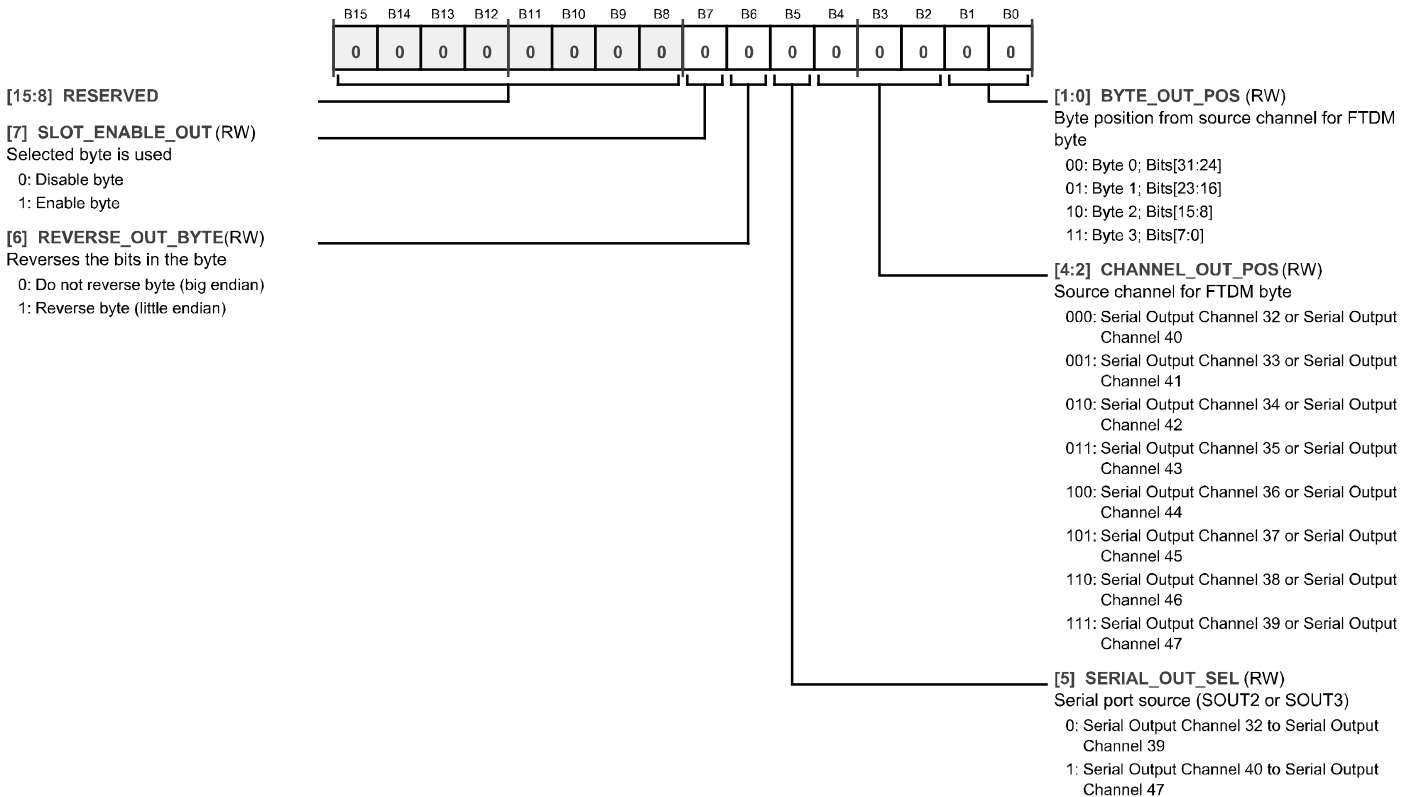 B15 B14 B13 B12 B11 B10 B9 B8 B7 B6 B5 B4 B3 B2 B1 B0
0 0 0 0 0 0 0 0 0 0 0 0 0 0 0 0
[15:8] RESERVED
[7] SLOT_ENABLE_OUT (RW)
Selected byte is used
0: Disable byte
1: Enable byte
[6] REVERSE_OUT_BYTE(RW)
Reverses the bits in the byte
0: Do not reverse byte (big endian)
1: Reverse byte (little endian)
[1:0] BYTE_OUT_POS (RW)
Byte position from source channel for FTDM
byte
00: Byte 0; Bits[31:24]
01: Byte 1; Bits[23:16]
10: Byte 2; Bits[15:8]
11: Byte 3; Bits[7:0]
[4:2] CHANNEL_OUT_POS (RW)
Source channel for FTDM byte
000: Serial Output Channel 32 or Serial Output
Channel 40
001: Serial Output Channel 33 or Serial Output
Channel 41
010: Serial Output Channel 34 or Serial Output
Channel 42
011: Serial Output Channel 35 or Serial Output
Channel 43
100: Serial Output Channel 36 or Serial Output
Channel 44
101: Serial Output Channel 37 or Serial Output
Channel 45
110: Serial Output Channel 38 or Serial Output
Channel 46
111: Serial Output Channel 39 or Serial Output
Channel 47
[5] SERIAL_OUT_SEL (RW)
Serial port source (SOUT2 or SOUT3)
0: Serial Output Channel 32 to Serial Output
Channel 39
1: Serial Output Channel 40 to Serial Output
Channel 47